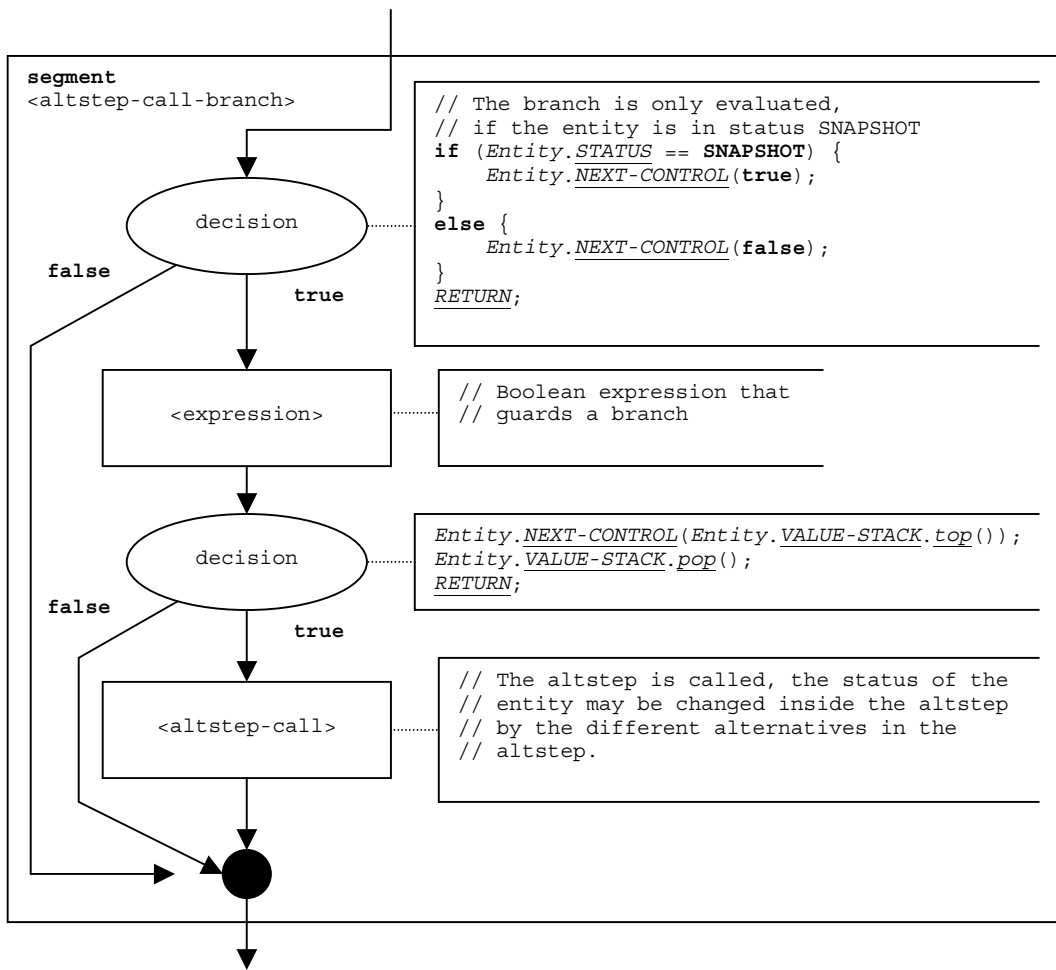 segment
<altstep-call-branch>
// The branch is only evaluated,
// if the entity is in status SNAPSHOT
if (Entity.STATUS == SNAPSHOT) {
    Entity.NEXT-CONTROL(true);
}
else {
    Entity.NEXT-CONTROL(false);
}
RETURN;
decision
false
true
<expression>
// Boolean expression that
// guards a branch
decision
Entity.NEXT-CONTROL(Entity.VALUE-STACK.top());
Entity.VALUE-STACK.pop();
RETURN;
false
true
<altstep-call>
// The altstep is called, the status of the
// entity may be changed inside the altstep
// by the different alternatives in the
// altstep.